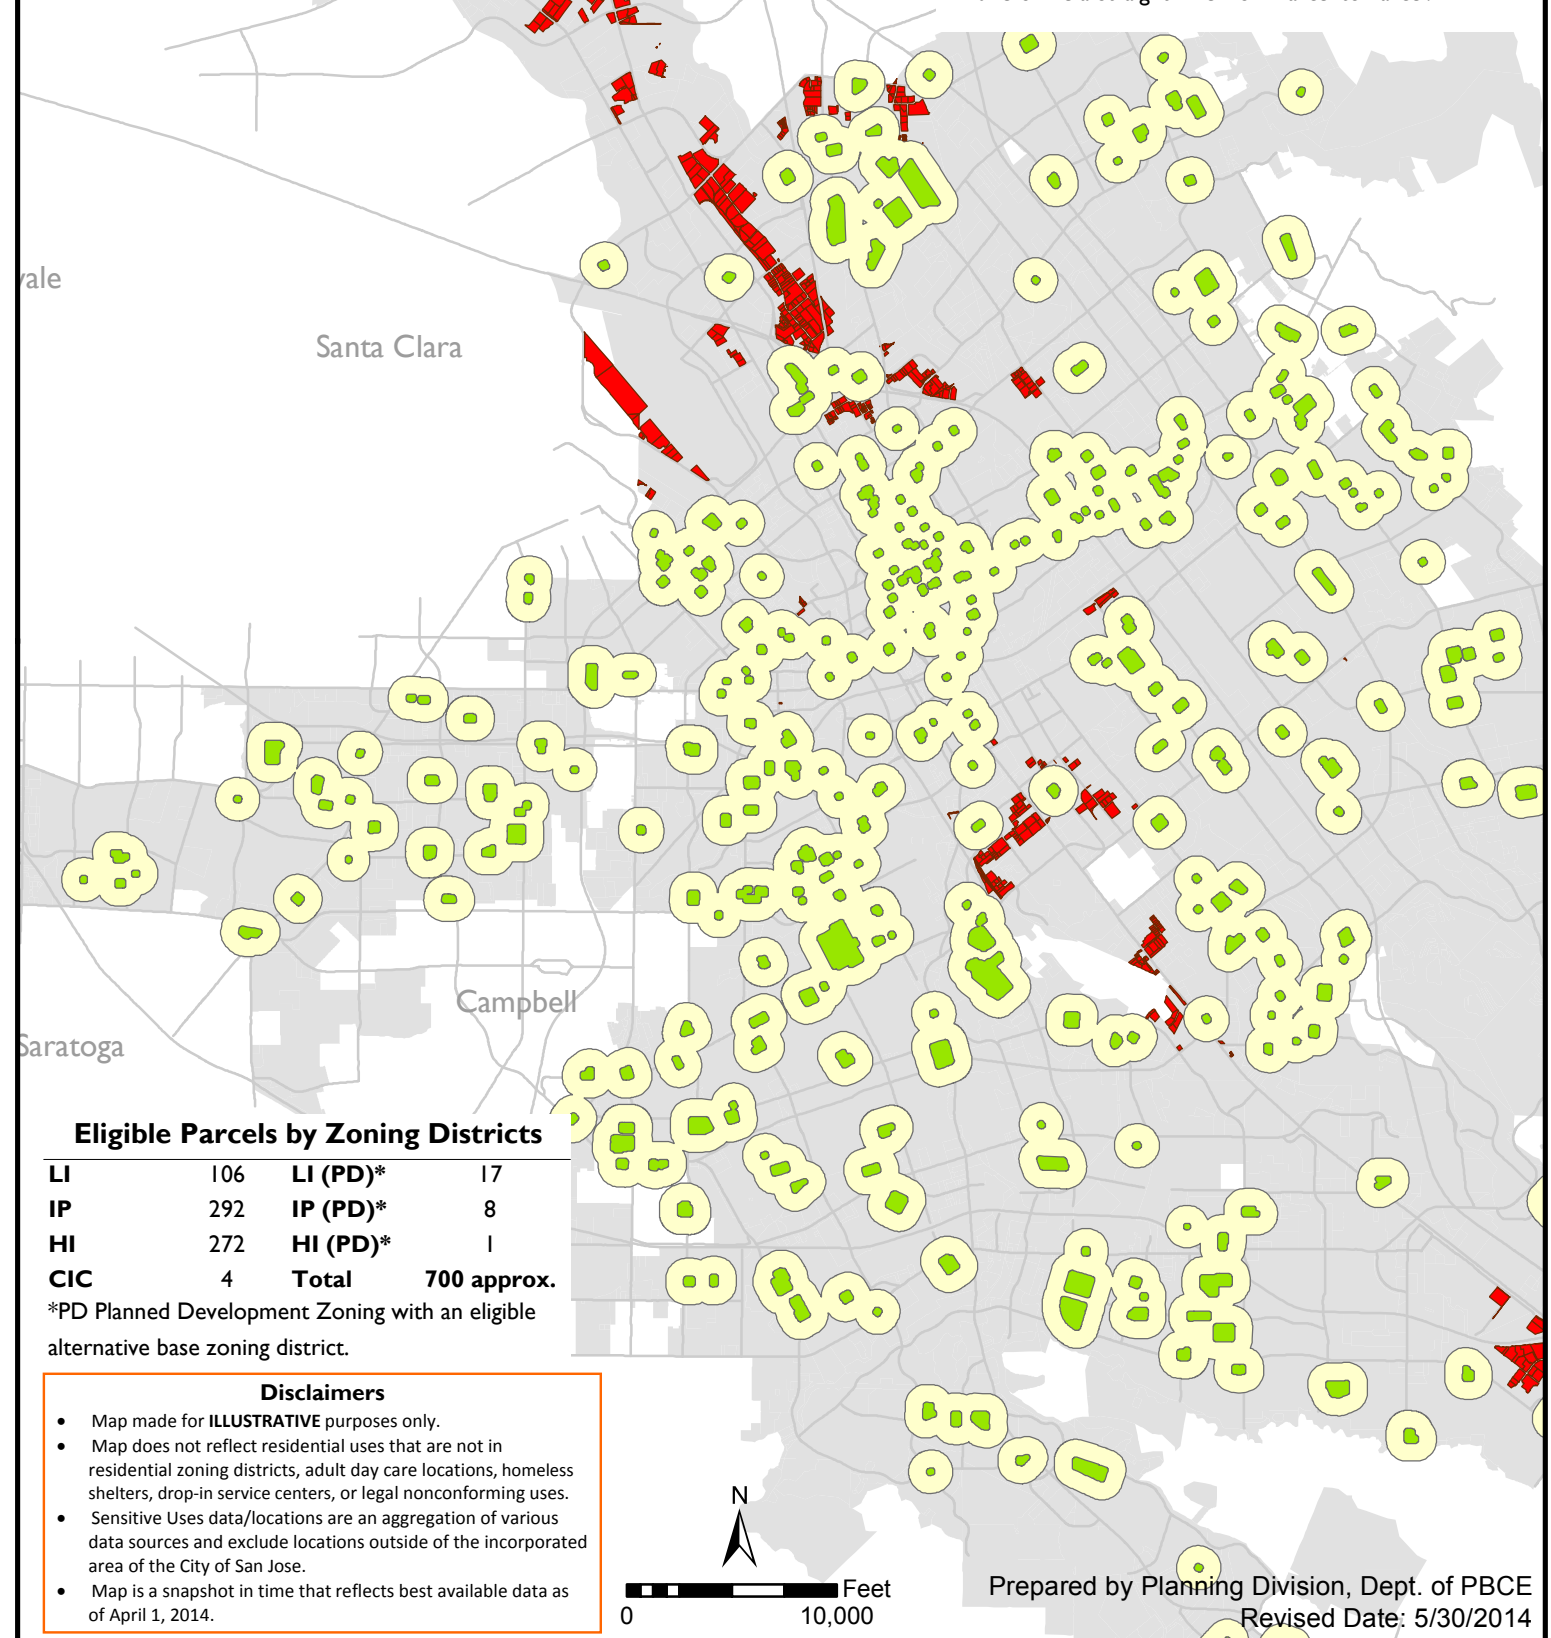 vale
Santa Clara
Campbell
Saratoga
Eligible Parcels by Zoning Districts
LI 106 LI (PD)* 17
IP 292 IP (PD)* 8
HI 272 HI (PD)* 1
CIC 4 Total 700 approx.
*PD Planned Development Zoning with an eligible
alternative base zoning district.
Disclaimers
• Map made for ILLUSTRATIVE purposes only.
• Map does not reflect residential uses that are not in
residential zoning districts, adult day care locations, homeless
shelters, drop-in service centers, or legal nonconforming uses.
• Sensitive Uses data/locations are an aggregation of various
data sources and exclude locations outside of the incorporated
area of the City of San Jose.
• Map is a snapshot in time that reflects best available data as
of April 1, 2014.
N
Feet
0 10,000
Prepared by Planning Division, Dept. of PBCE
Revised Date: 5/30/2014